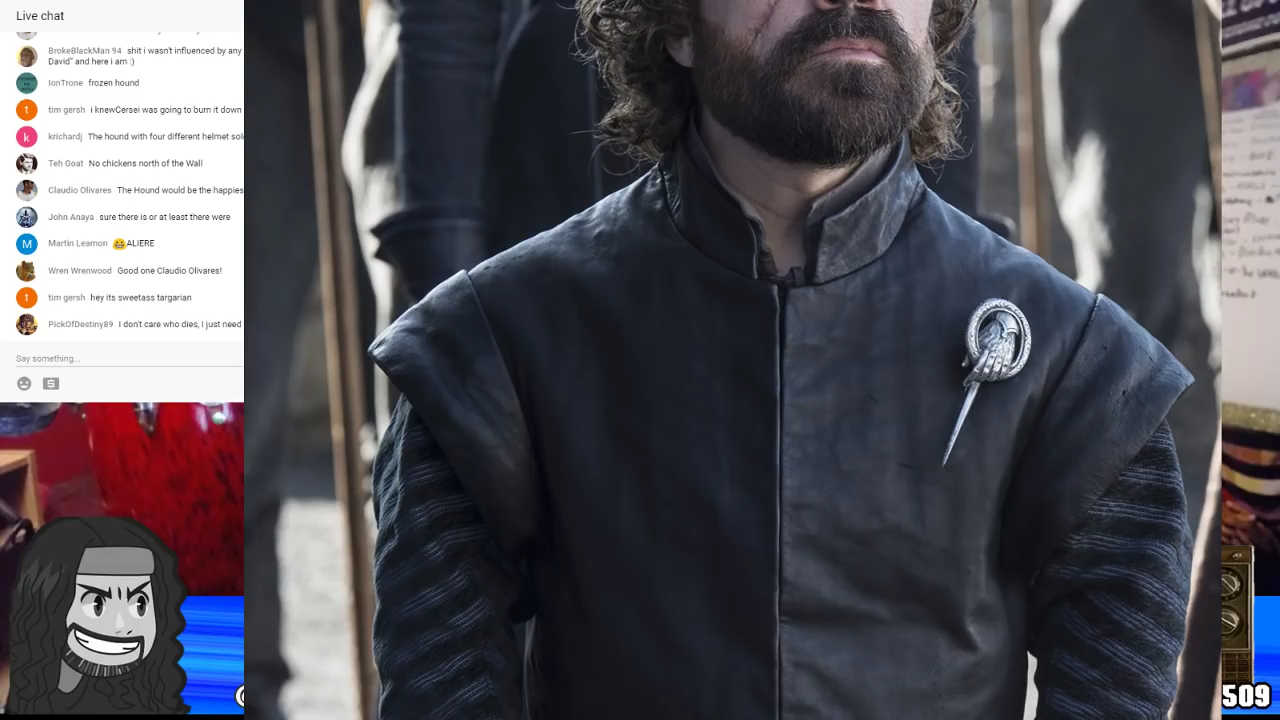 Live chat
BrokeBlackMan 94 shit i wasn't influenced by any
David" and here i am :)
IonTrone frozen hound
t tim gersh i knewCersei was going to burn it down
k krichardj The hound with four different helmet
Teh Goat No chickens north of the Wall
Claudio Olivares The Hound would be the happies
John Anaya sure there is or at least there were
M Martin Learnon 😂ALIERE
Wren Wrenwood Good one Claudio Olivares!
t tim gersh hey its sweetass targarian
PickOfDestiny89 I don't care who dies, I just need
Say something...
$
509